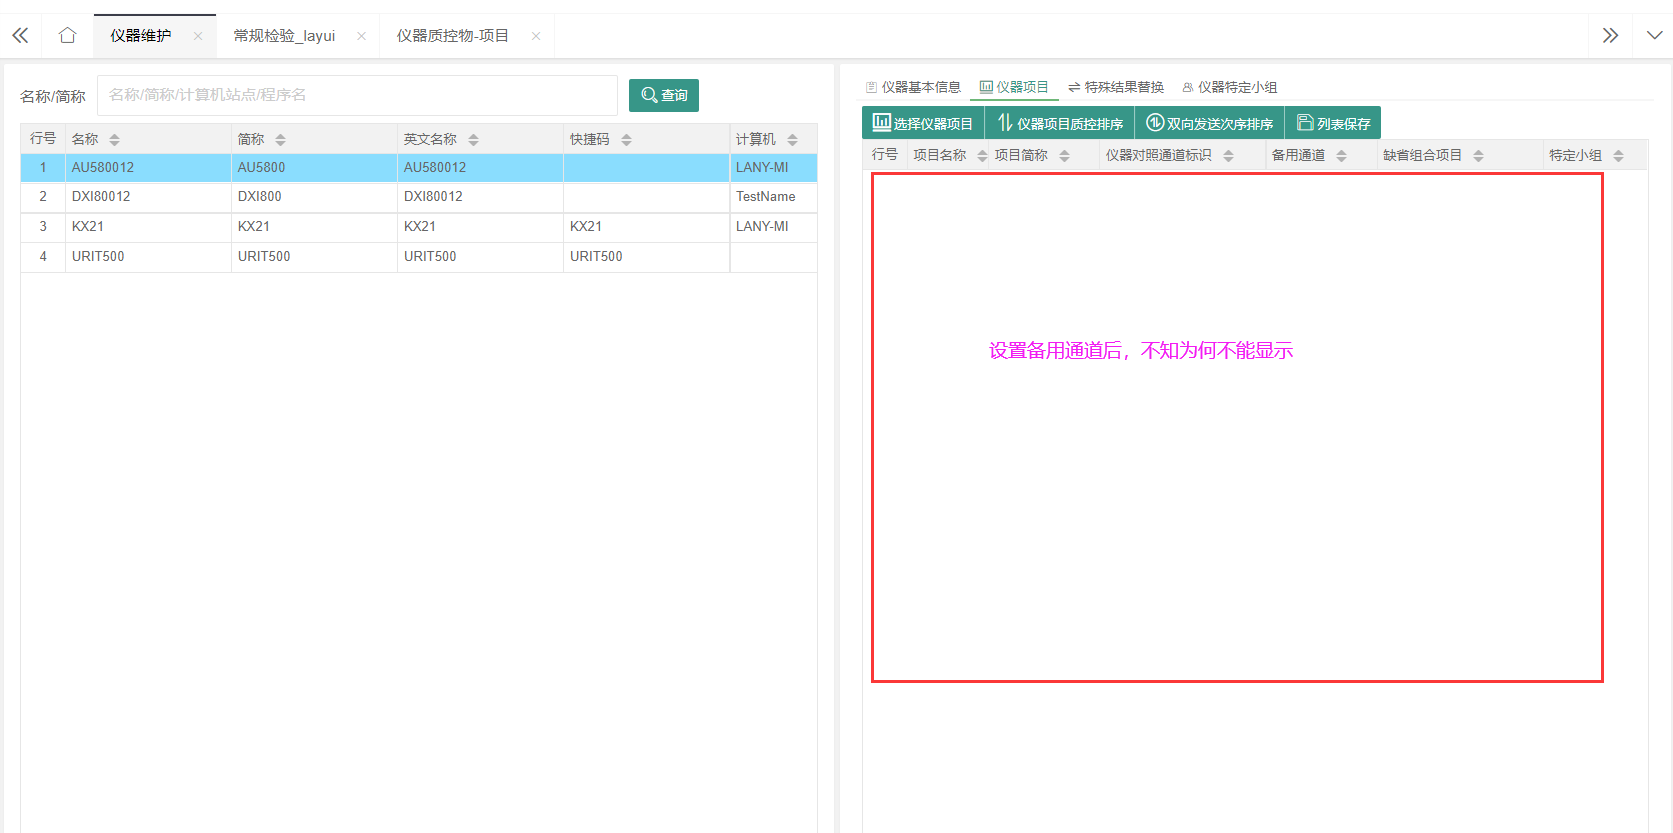 仪器维护 常规检验_layui 仪器质控物-项目
名称/简称 名称/简称/计算机站点/程序名 查询
行号 名称 简称 英文名称 快捷码 计算机
1 AU580012 AU5800 AU580012 LANY-MI
2 DXI80012 DXI800 DXI80012 TestName
3 KX21 KX21 KX21 KX21 LANY-MI
4 URIT500 URIT500 URIT500 URIT500
仪器基本信息 仪器项目 特殊结果替换 仪器特定小组
选择仪器项目 仪器项目质控排序 双向发送次序排序 列表保存
行号 项目名称 项目简称 仪器对照通道标识 备用通道 缺省组合项目 特定小组
设置备用通道后，不知为何不能显示